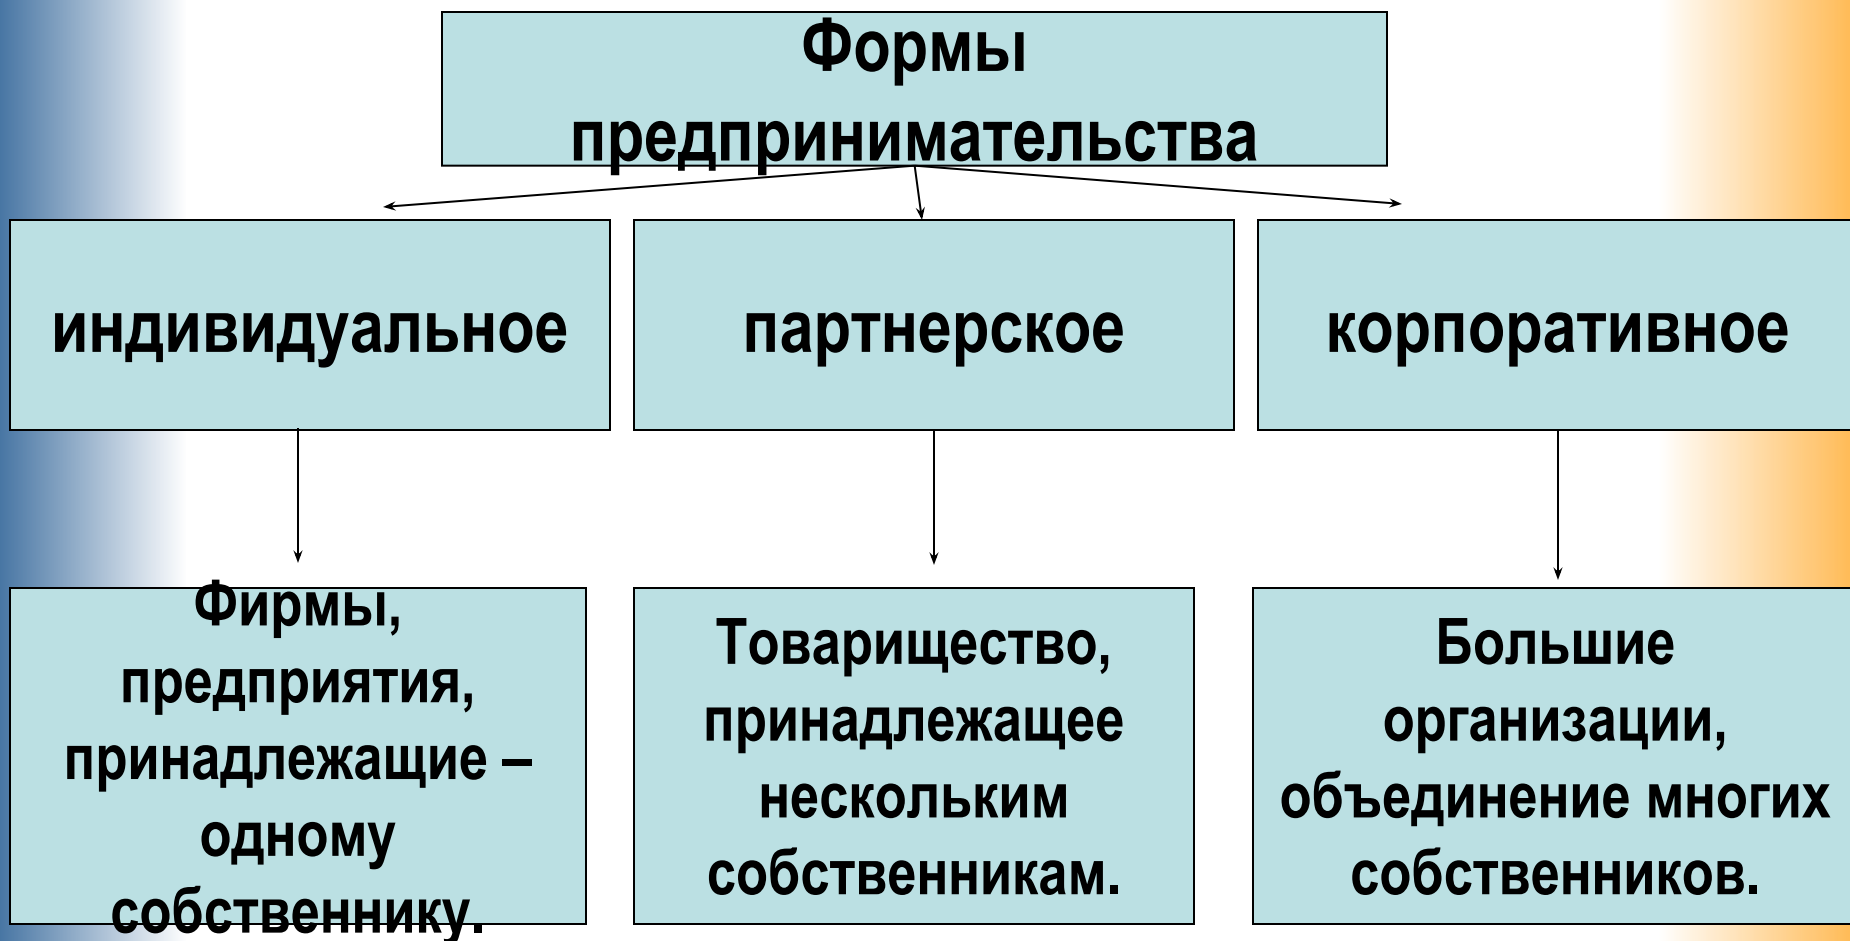 Формы
предпринимательства
индивидуальное
партнерское
корпоративное
Фирмы,
предприятия,
принадлежащие –
одному
собственнику.
Товарищество,
принадлежащее
нескольким
собственникам.
Большие
организации,
объединение многих
собственников.